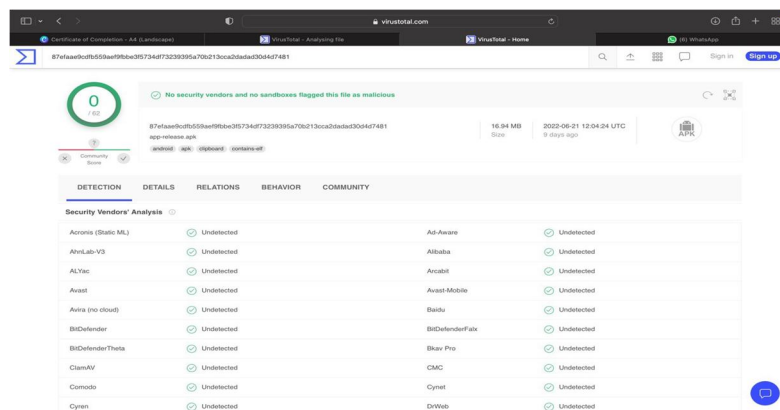 virustotal.com
Certificate of Completion - A4 (Landscape)
VirusTotal - Analysing file
VirusTotal - Home
(6) WhatsApp
87efaae9cdfb559aef9fbbe3f5734df73239395a70b213cca2dadad30d4d7481
Sign in
Sign up
0
/ 62
?
Community
Score
No security vendors and no sandboxes flagged this file as malicious
87efaae9cdfb559aef9fbbe3f5734df73239395a70b213cca2dadad30d4d7481
app-release.apk
android apk clipboard contains-elf
16.94 MB
Size
2022-06-21 12:04:24 UTC
9 days ago
APK
DETECTION DETAILS RELATIONS BEHAVIOR COMMUNITY
Security Vendors' Analysis
Acronis (Static ML) Undetected Ad-Aware Undetected
AhnLab-V3 Undetected Alibaba Undetected
ALYac Undetected Arcabit Undetected
Avast Undetected Avast-Mobile Undetected
Avira (no cloud) Undetected Baidu Undetected
BitDefender Undetected BitDefenderFalx Undetected
BitDefenderTheta Undetected Bkav Pro Undetected
ClamAV Undetected CMC Undetected
Comodo Undetected Cynet Undetected
Cyren Undetected DrWeb Undetected